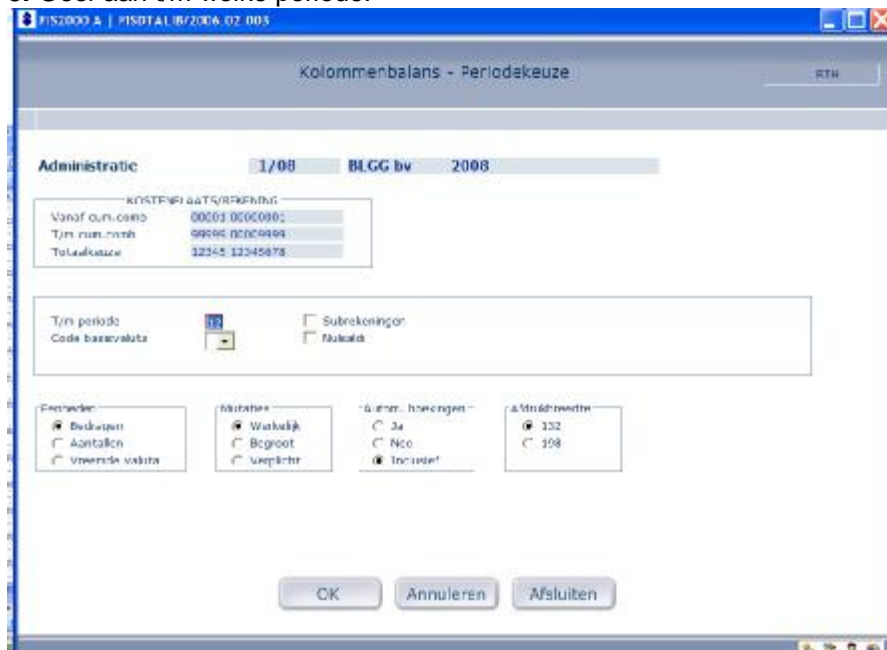 FIS2000 A | FISDTALIB/2006.02.003
Kolommenbalans - Periodekeuze
RTH
Administratie 1/08 BLGG bv 2008
KOSTENPLAATS/REKENING
Vanaf cum.comb 00001 00000001
T/m cum.comb 99999 00009999
Totaalkeuze 12345 12345678
T/m periode 12 Subrekeningen
Code basisvaluta Nulsaldi
Eenheden Mutaties Autom. boekingen Afdrukbreedte
Bedragen Werkelijk Ja 132
Aantallen Begroot Nee 198
Vreemde valuta Verplicht Inclusief
OK Annuleren Afsluiten